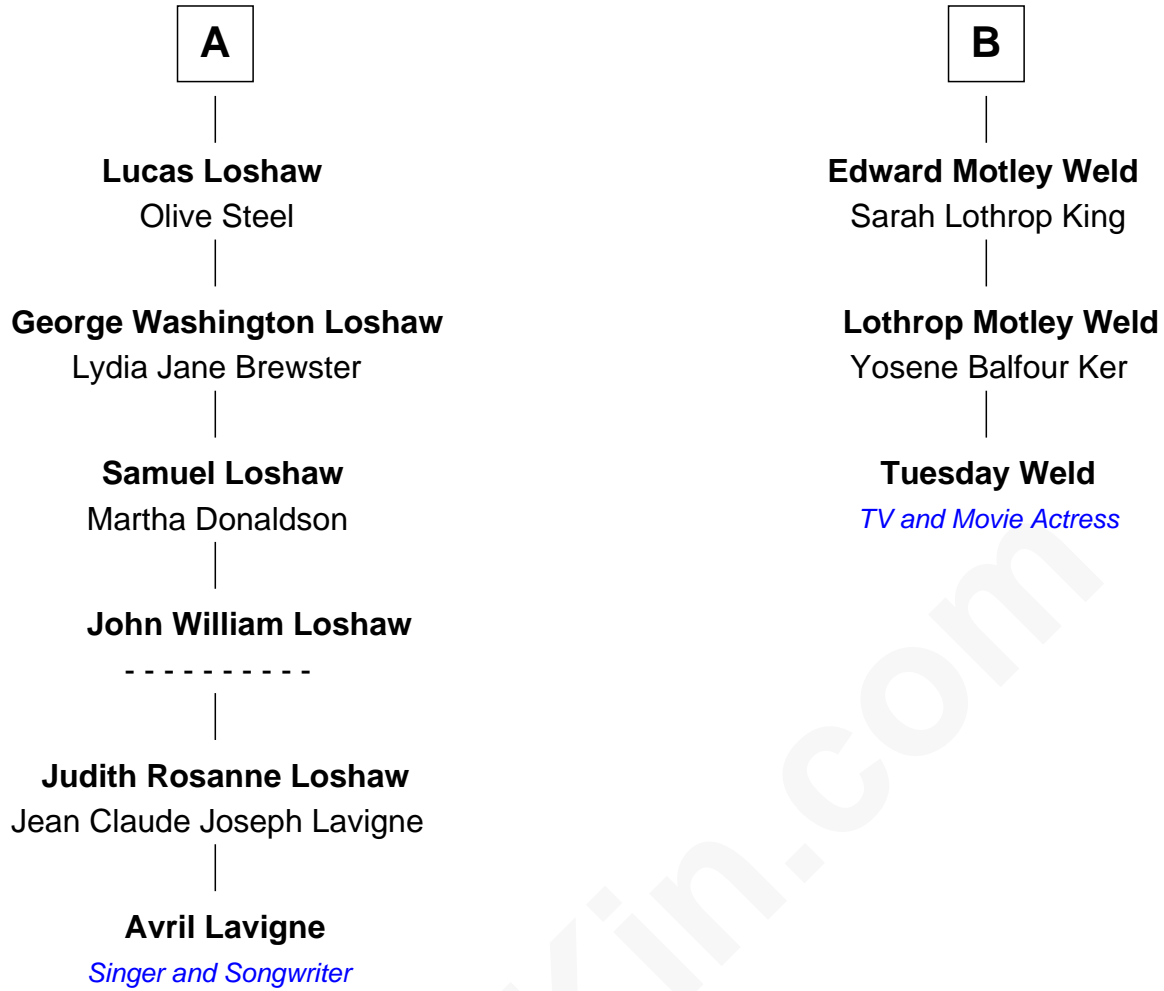 A
Lucas Loshaw
Olive Steel
George Washington Loshaw
Lydia Jane Brewster
Samuel Loshaw
Martha Donaldson
John William Loshaw
- - - - - - - - - -
Judith Rosanne Loshaw
Jean Claude Joseph Lavigne
Avril Lavigne
Singer and Songwriter
B
Edward Motley Weld
Sarah Lothrop King
Lothrop Motley Weld
Yosene Balfour Ker
Tuesday Weld
TV and Movie Actress